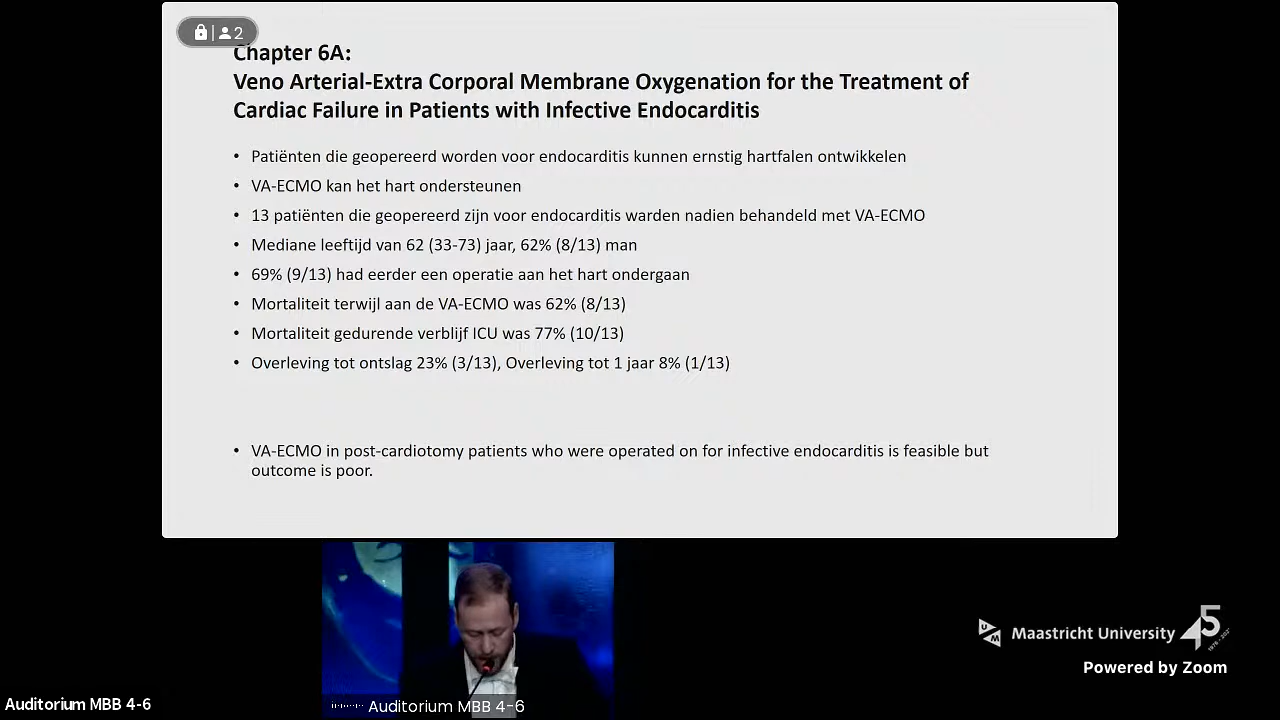 2
Chapter 6A:
Veno Arterial-Extra Corporal Membrane Oxygenation for the Treatment of
Cardiac Failure in Patients with Infective Endocarditis
• Patiënten die geopereerd worden voor endocarditis kunnen ernstig hartfalen ontwikkelen
• VA-ECMO kan het hart ondersteunen
• 13 patiënten die geopereerd zijn voor endocarditis warden nadien behandeld met VA-ECMO
• Mediane leeftijd van 62 (33-73) jaar, 62% (8/13) man
• 69% (9/13) had eerder een operatie aan het hart ondergaan
• Mortaliteit terwijl aan de VA-ECMO was 62% (8/13)
• Mortaliteit gedurende verblijf ICU was 77% (10/13)
• Overleving tot ontslag 23% (3/13), Overleving tot 1 jaar 8% (1/13)
• VA-ECMO in post-cardiotomy patients who were operated on for infective endocarditis is feasible but
outcome is poor.
Maastricht University 45
Powered by Zoom
Auditorium MBB 4-6
Auditorium MBB 4-6